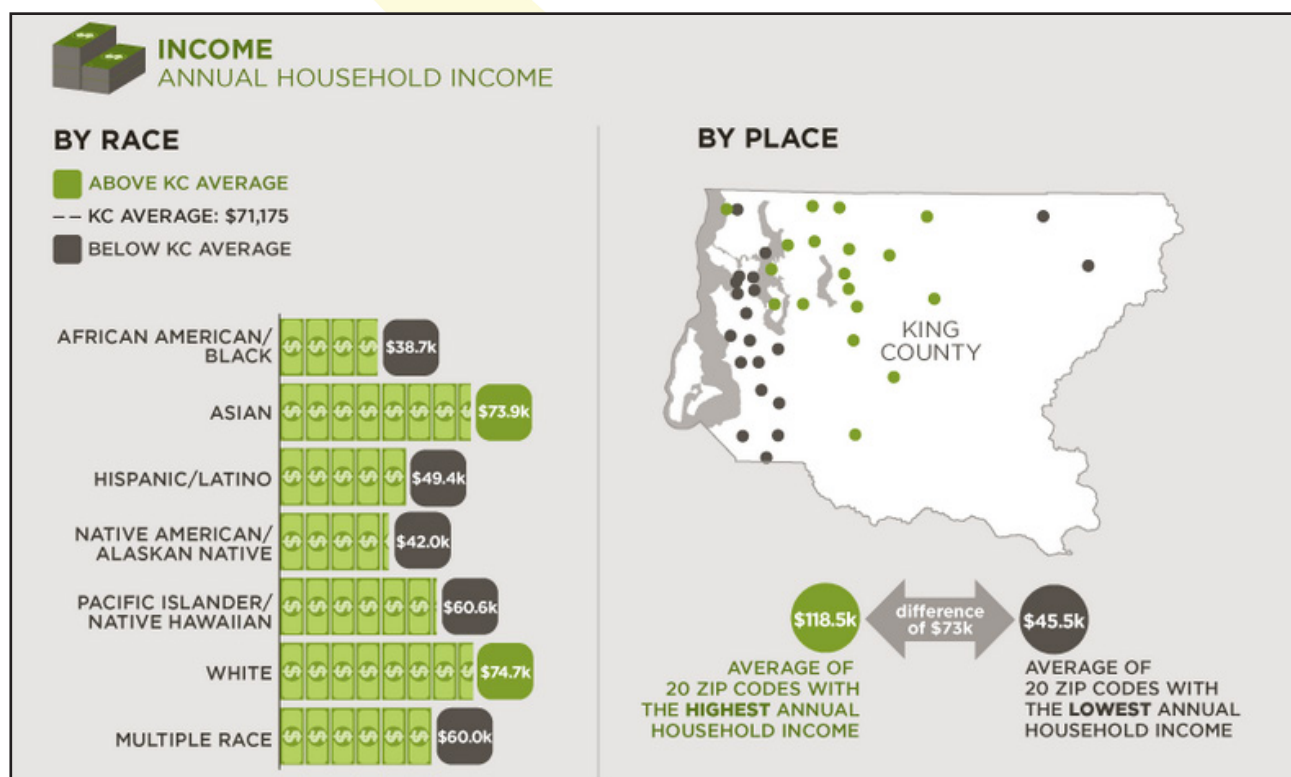 INCOME
ANNUAL HOUSEHOLD INCOME
BY RACE
ABOVE KC AVERAGE
-- KC AVERAGE: $71,175
BELOW KC AVERAGE
AFRICAN AMERICAN/
BLACK
$38.7k
ASIAN
$73.9k
HISPANIC/LATINO
$49.4k
NATIVE AMERICAN/
ALASKAN NATIVE
$42.0k
PACIFIC ISLANDER/
NATIVE HAWAIIAN
$60.6k
WHITE
$74.7k
MULTIPLE RACE
$60.0k
BY PLACE
KING
COUNTY
$118.5k
difference
of $73k
$45.5k
AVERAGE OF
20 ZIP CODES WITH
THE HIGHEST ANNUAL
HOUSEHOLD INCOME
AVERAGE OF
20 ZIP CODES WITH
THE LOWEST ANNUAL
HOUSEHOLD INCOME